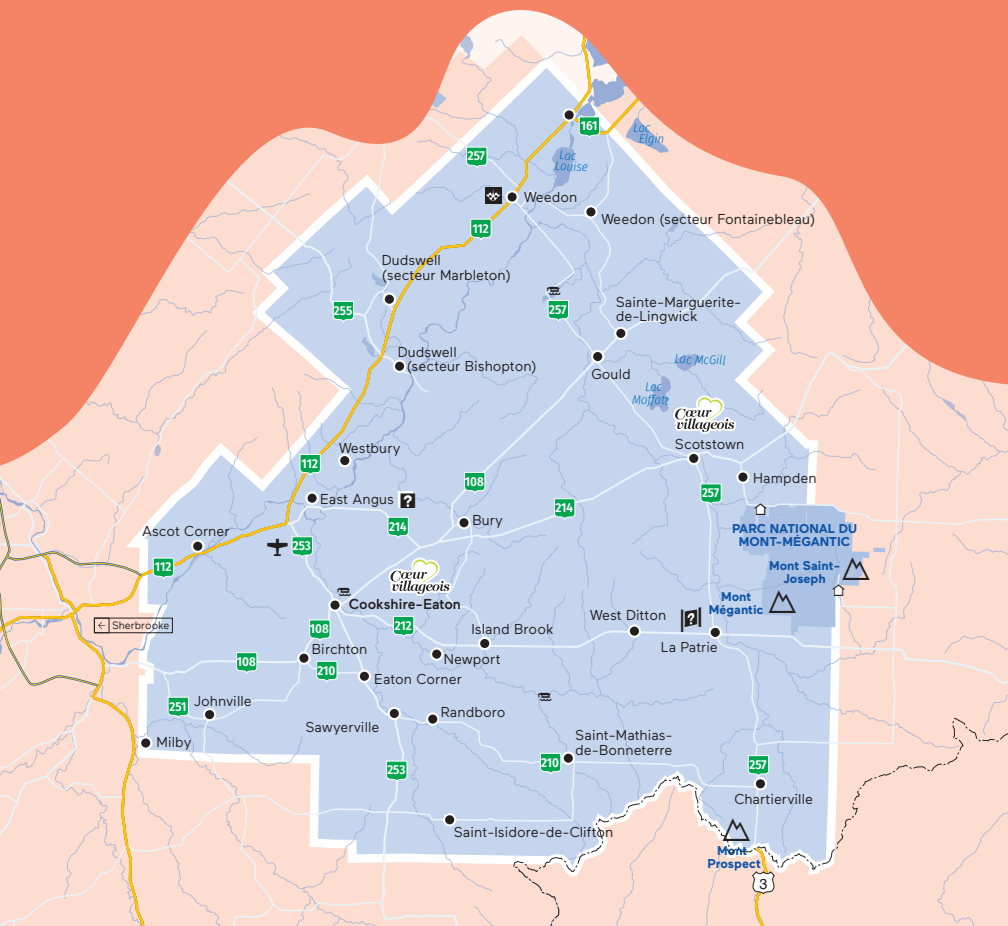 161
Lac
Elgin
257
Lac
Louise
Weedon
Weedon (secteur Fontainebleau)
112
Dudswell
(secteur Marbleton)
255
257
Sainte-Marguerite-
de-Lingwick
Dudswell
(secteur Bishopton)
Gould
Lac McGill
Lac
Moffatt
Cœur
villageois
Scotstown
Westbury
112
Hampden
108
257
East Angus
?
214
214
Bury
Ascot Corner
253
PARC NATIONAL DU
MONT-MÉGANTIC
112
Mont Saint-
Joseph
Cœur
villageois
Mont
Mégantic
Cookshire-Eaton
← Sherbrooke
108
212
Island Brook
West Ditton
?
La Patrie
Birchton
108
210
Newport
Eaton Corner
251
Johnville
Sawyerville
Randboro
Milby
Saint-Mathias-
de-Bonneterre
210
253
257
Chartierville
Saint-Isidore-de-Clifton
Mont
Prospect
3